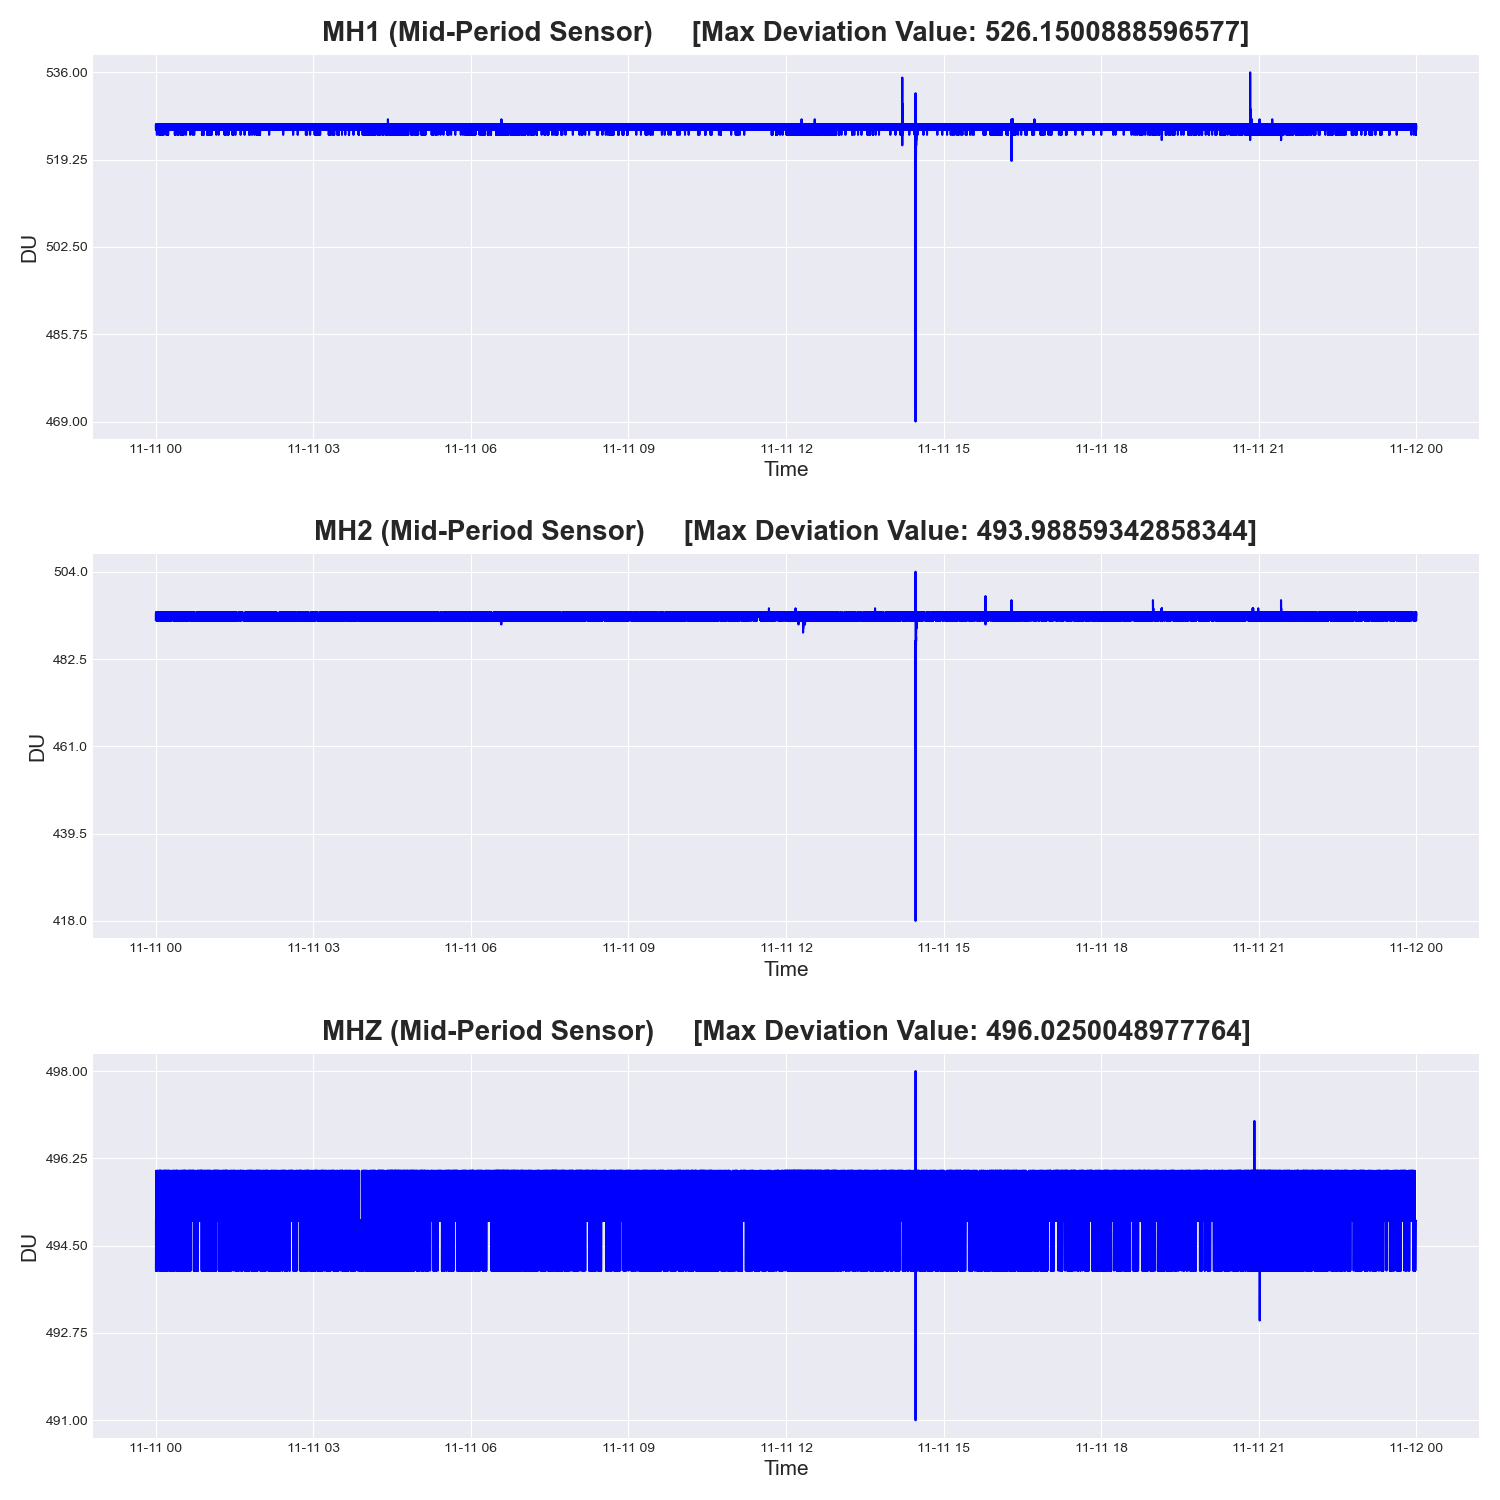 MH1 (Mid-Period Sensor) [Max Deviation Value: 526.1500888596577]
536.00
519.25
DU
502.50
485.75
469.00
11-11 00 11-11 03 11-11 06 11-11 09 11-11 12 11-11 15 11-11 18 11-11 21 11-12 00
Time
MH2 (Mid-Period Sensor) [Max Deviation Value: 493.98859342858344]
504.0
482.5
DU
461.0
439.5
418.0
11-11 00 11-11 03 11-11 06 11-11 09 11-11 12 11-11 15 11-11 18 11-11 21 11-12 00
Time
MHZ (Mid-Period Sensor) [Max Deviation Value: 496.0250048977764]
498.00
496.25
DU
494.50
492.75
491.00
11-11 00 11-11 03 11-11 06 11-11 09 11-11 12 11-11 15 11-11 18 11-11 21 11-12 00
Time